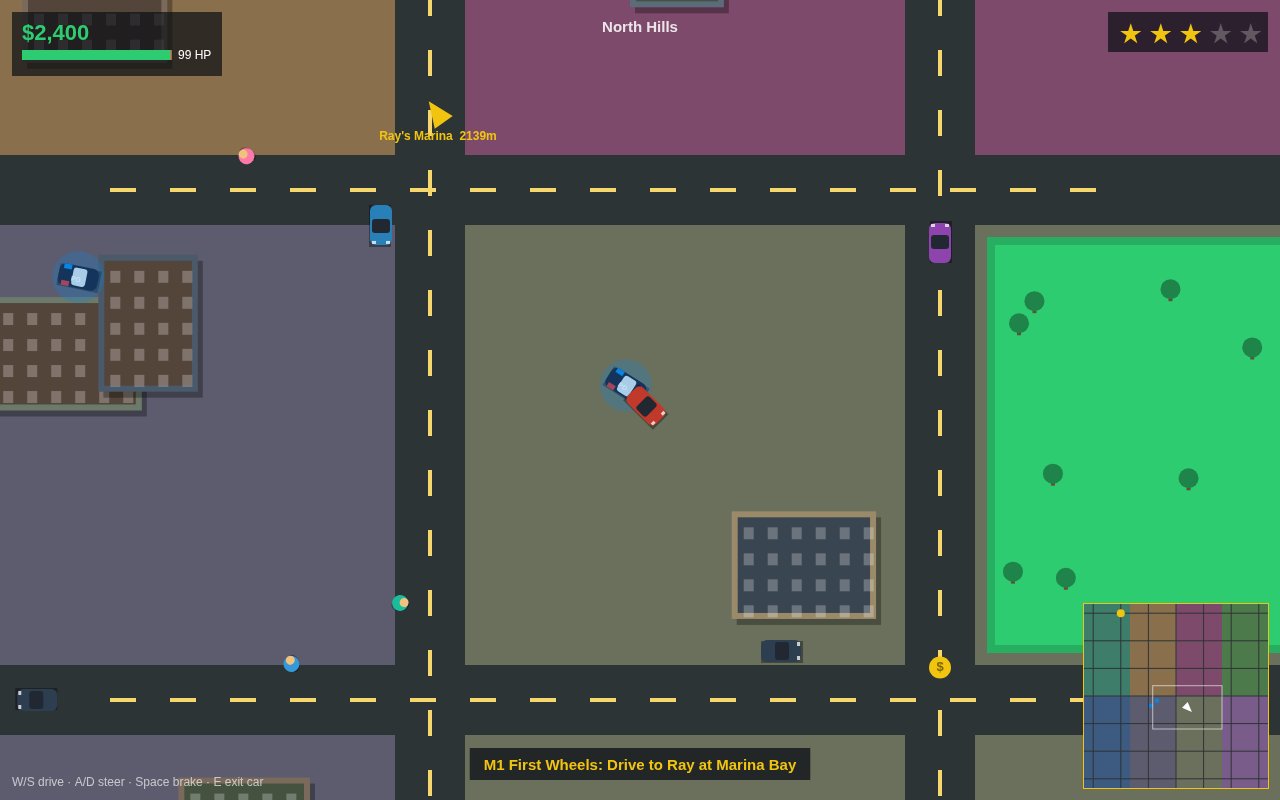 $2,400
99 HP
North Hills
Ray's Marina 2139m
$
M1 First Wheels: Drive to Ray at Marina Bay
W/S drive · A/D steer · Space brake · E exit car